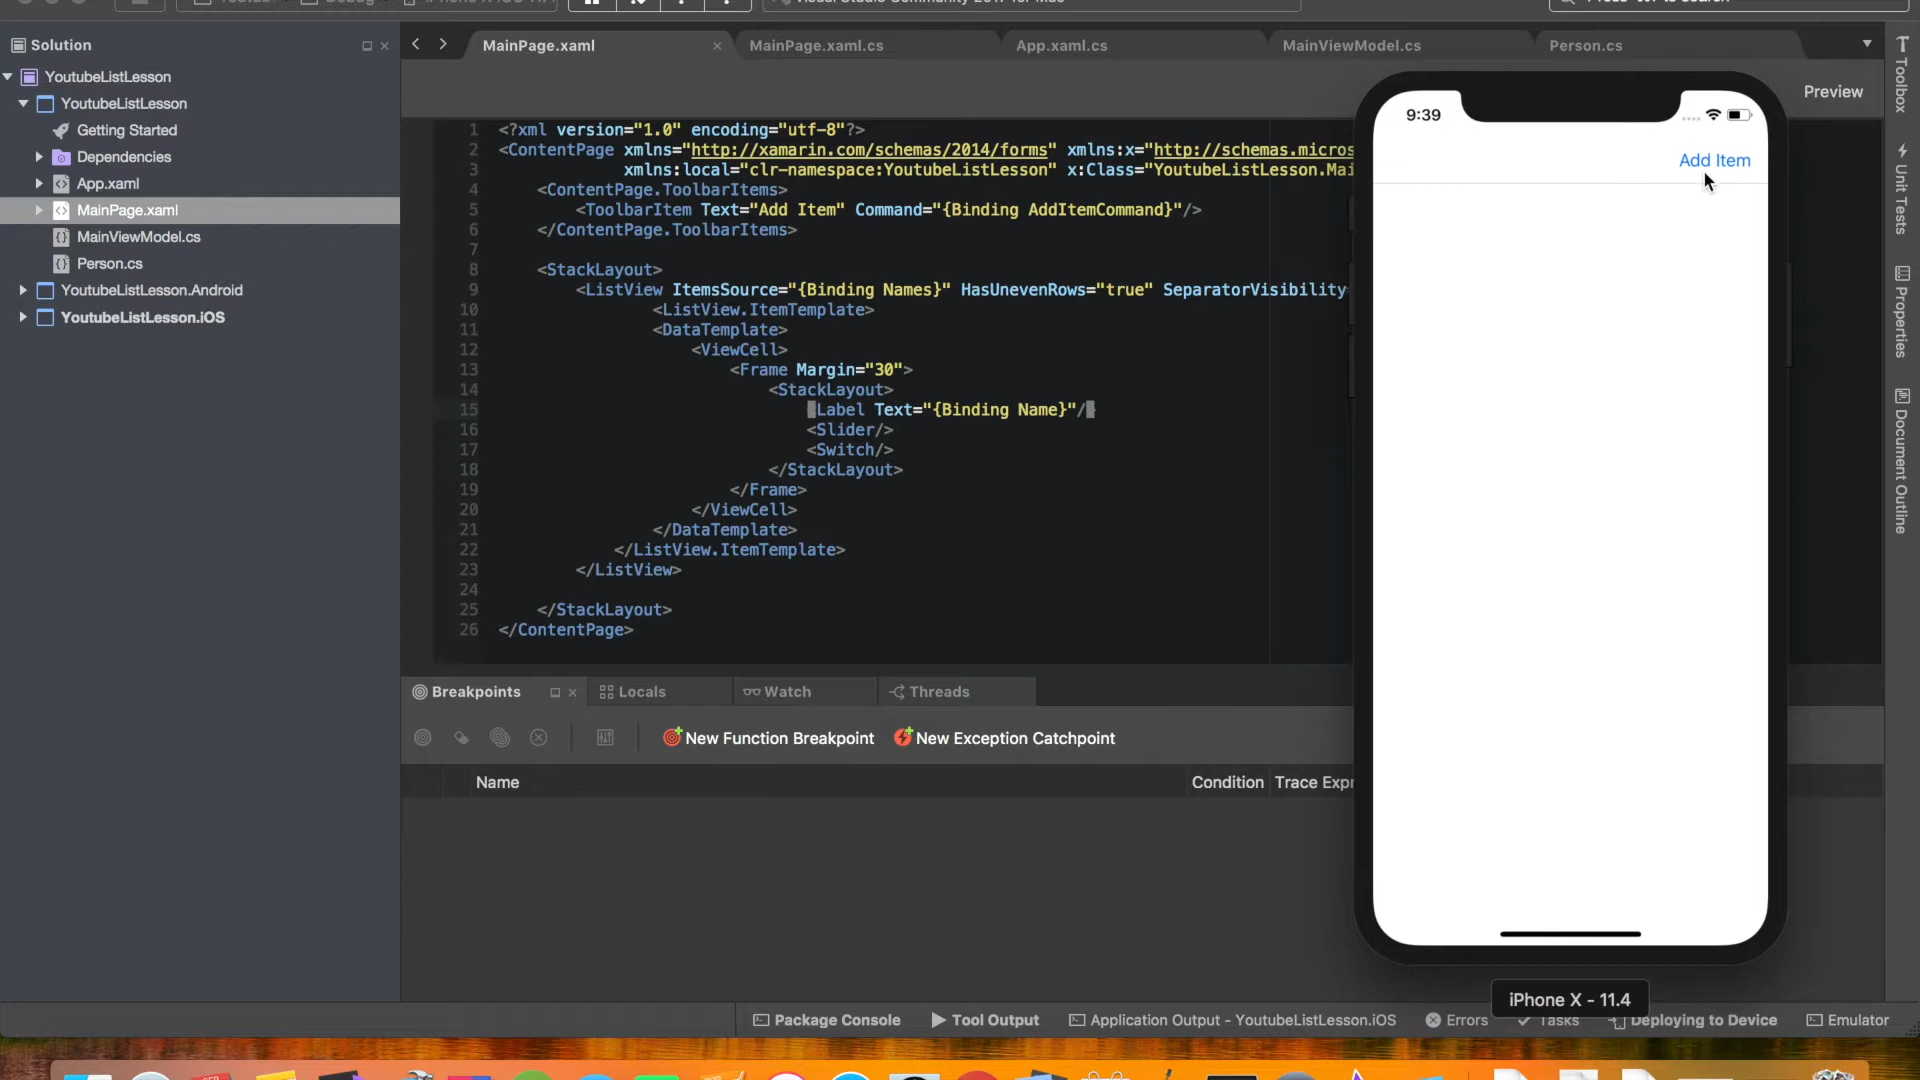 Visual Studio Community 2017 for Mac
Solution
MainPage.xaml
MainPage.xaml.cs
App.xaml.cs
MainViewModel.cs
Person.cs
Toolbox
Unit Tests
Properties
Document Outline
YoutubeListLesson
YoutubeListLesson
Getting Started
Dependencies
App.xaml
MainPage.xaml
MainViewModel.cs
Person.cs
YoutubeListLesson.Android
YoutubeListLesson.iOS
Preview
1 <?xml version="1.0" encoding="utf-8"?>
2 <ContentPage xmlns="http://xamarin.com/schemas/2014/forms" xmlns:x="http://schemas.micros
3 xmlns:local="clr-namespace:YoutubeListLesson" x:Class="YoutubeListLesson.Mai
4 <ContentPage.ToolbarItems>
5 <ToolbarItem Text="Add Item" Command="{Binding AddItemCommand}"/>
6 </ContentPage.ToolbarItems>
7
8 <StackLayout>
9 <ListView ItemsSource="{Binding Names}" HasUnevenRows="true" SeparatorVisibility
10 <ListView.ItemTemplate>
11 <DataTemplate>
12 <ViewCell>
13 <Frame Margin="30">
14 <StackLayout>
15 <Label Text="{Binding Name}"/>
16 <Slider/>
17 <Switch/>
18 </StackLayout>
19 </Frame>
20 </ViewCell>
21 </DataTemplate>
22 </ListView.ItemTemplate>
23 </ListView>
24
25 </StackLayout>
26 </ContentPage>
9:39
Add Item
Breakpoints
Locals
Watch
Threads
New Function Breakpoint
New Exception Catchpoint
Name
Condition
Trace Expr
iPhone X - 11.4
Package Console
Tool Output
Application Output - YoutubeListLesson.iOS
Errors
Tasks
Deploying to Device
Emulator